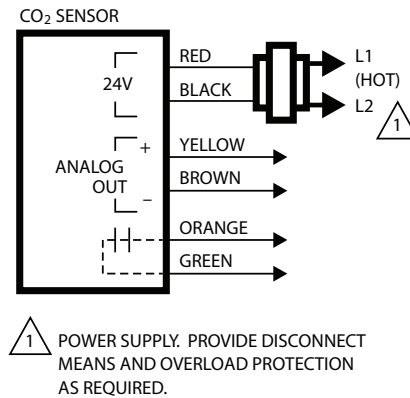 CO₂ SENSOR
RED
L1
(HOT)
24V
BLACK
L2
1
YELLOW
+
ANALOG
OUT
BROWN
–
ORANGE
GREEN
1 POWER SUPPLY. PROVIDE DISCONNECT
MEANS AND OVERLOAD PROTECTION
AS REQUIRED.